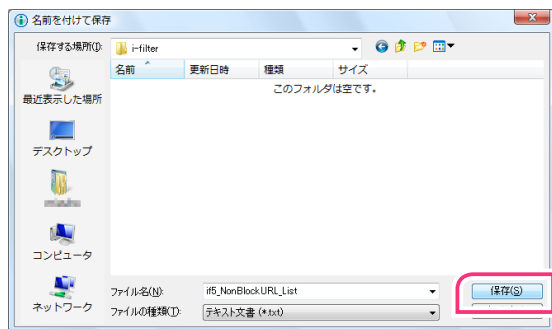 名前を付けて保存
保存する場所(I):
i-filter
名前
更新日時
種類
サイズ
このフォルダは空です。
最近表示した場所
デスクトップ
コンピュータ
ネットワーク
ファイル名(N):
if5_NonBlockURL_List
保存(S)
ファイルの種類(T):
テキスト文書 (*.txt)